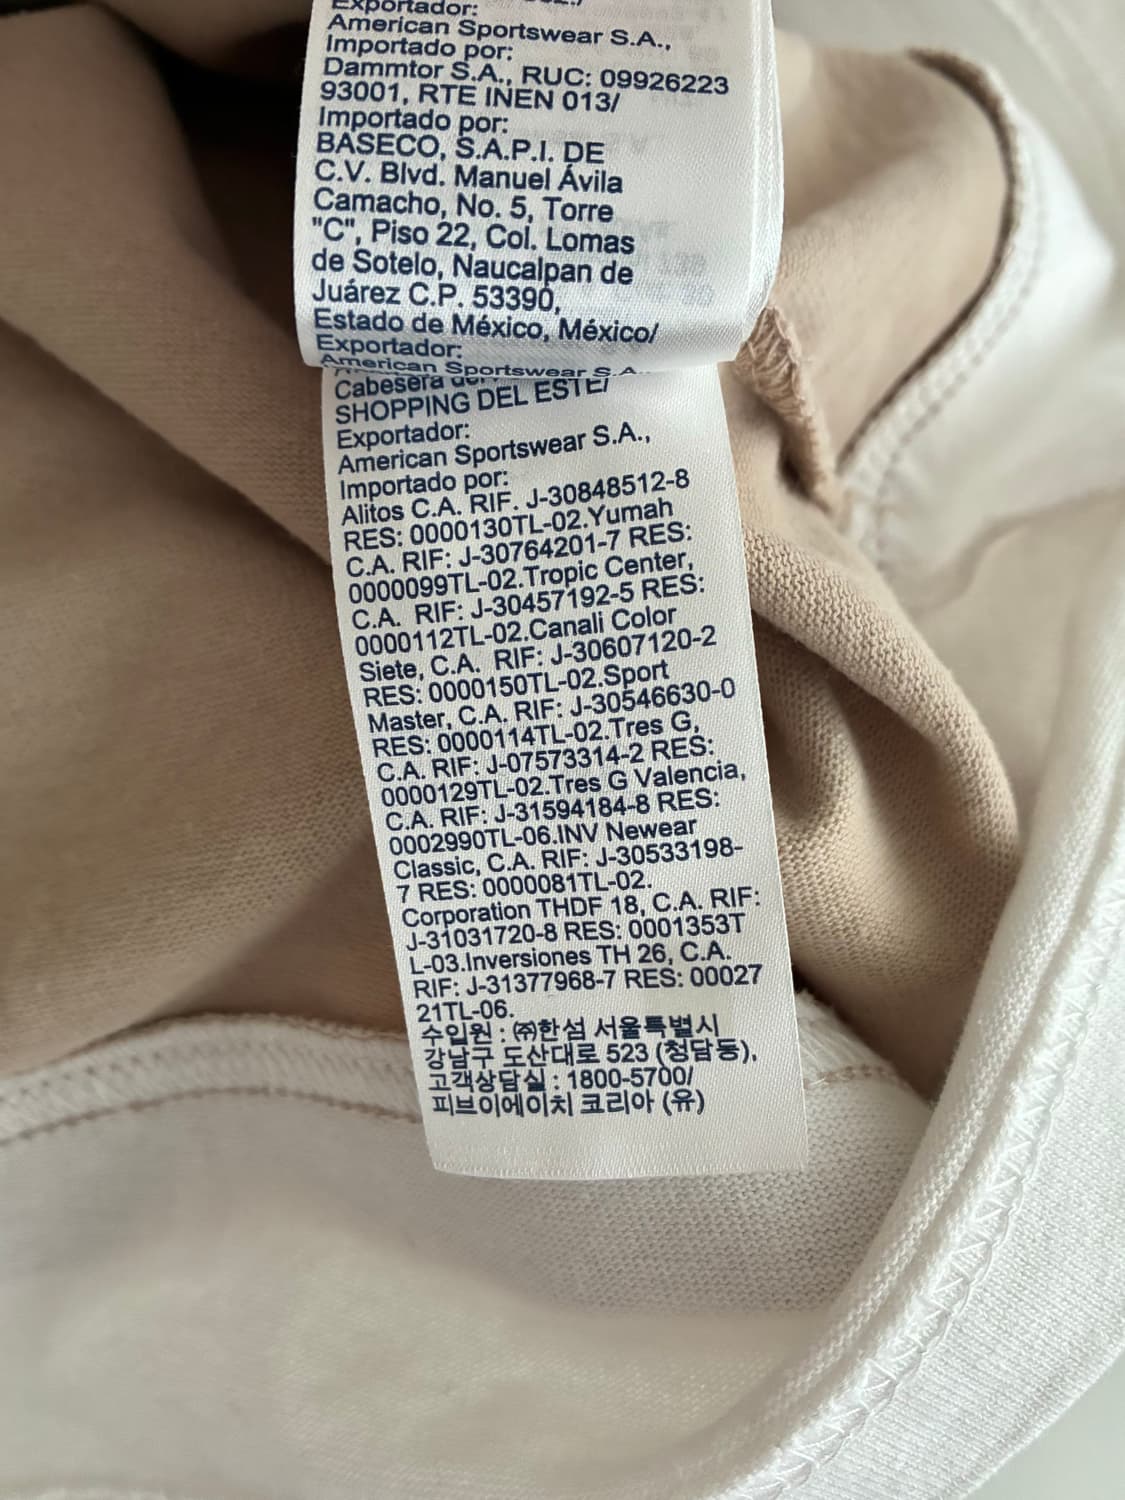 Exportador:
American Sportswear S.A.,
Importado por:
Dammtor S.A., RUC: 09926223
93001, RTE INEN 013/
Importado por:
BASECO, S.A.P.I. DE
C.V. Blvd. Manuel Ávila
Camacho, No. 5, Torre
"C", Piso 22, Col. Lomas
de Sotelo, Naucalpan de
Juárez C.P. 53390,
Estado de México, México/
Exportador:
American Sportswear S.A.,
Cabesera
SHOPPING DEL ESTE/
Exportador:
American Sportswear S.A.,
Importado por:
Alitos C.A. RIF. J-30848512-8
RES: 0000130TL-02.Yumah
C.A. RIF: J-30764201-7 RES:
0000099TL-02.Tropic Center,
C.A. RIF: J-30457192-5 RES:
0000112TL-02.Canali Color
Siete, C.A. RIF: J-30607120-2
RES: 0000150TL-02.Sport
Master, C.A. RIF: J-30546630-0
RES: 0000114TL-02.Tres G,
C.A. RIF: J-07573314-2 RES:
0000129TL-02.Tres G Valencia,
C.A. RIF: J-31594184-8 RES:
0002990TL-06.INV Newear
Classic, C.A. RIF: J-30533198-
7 RES: 0000081TL-02.
Corporation THDF 18, C.A. RIF:
J-31031720-8 RES: 0001353T
L-03.Inversiones TH 26, C.A.
RIF: J-31377968-7 RES: 00027
21TL-06.
수입원 : ㈜한섬 서울특별시
강남구 도산대로 523 (청담동),
고객상담실 : 1800-5700/
피브이에이치 코리아 (유)